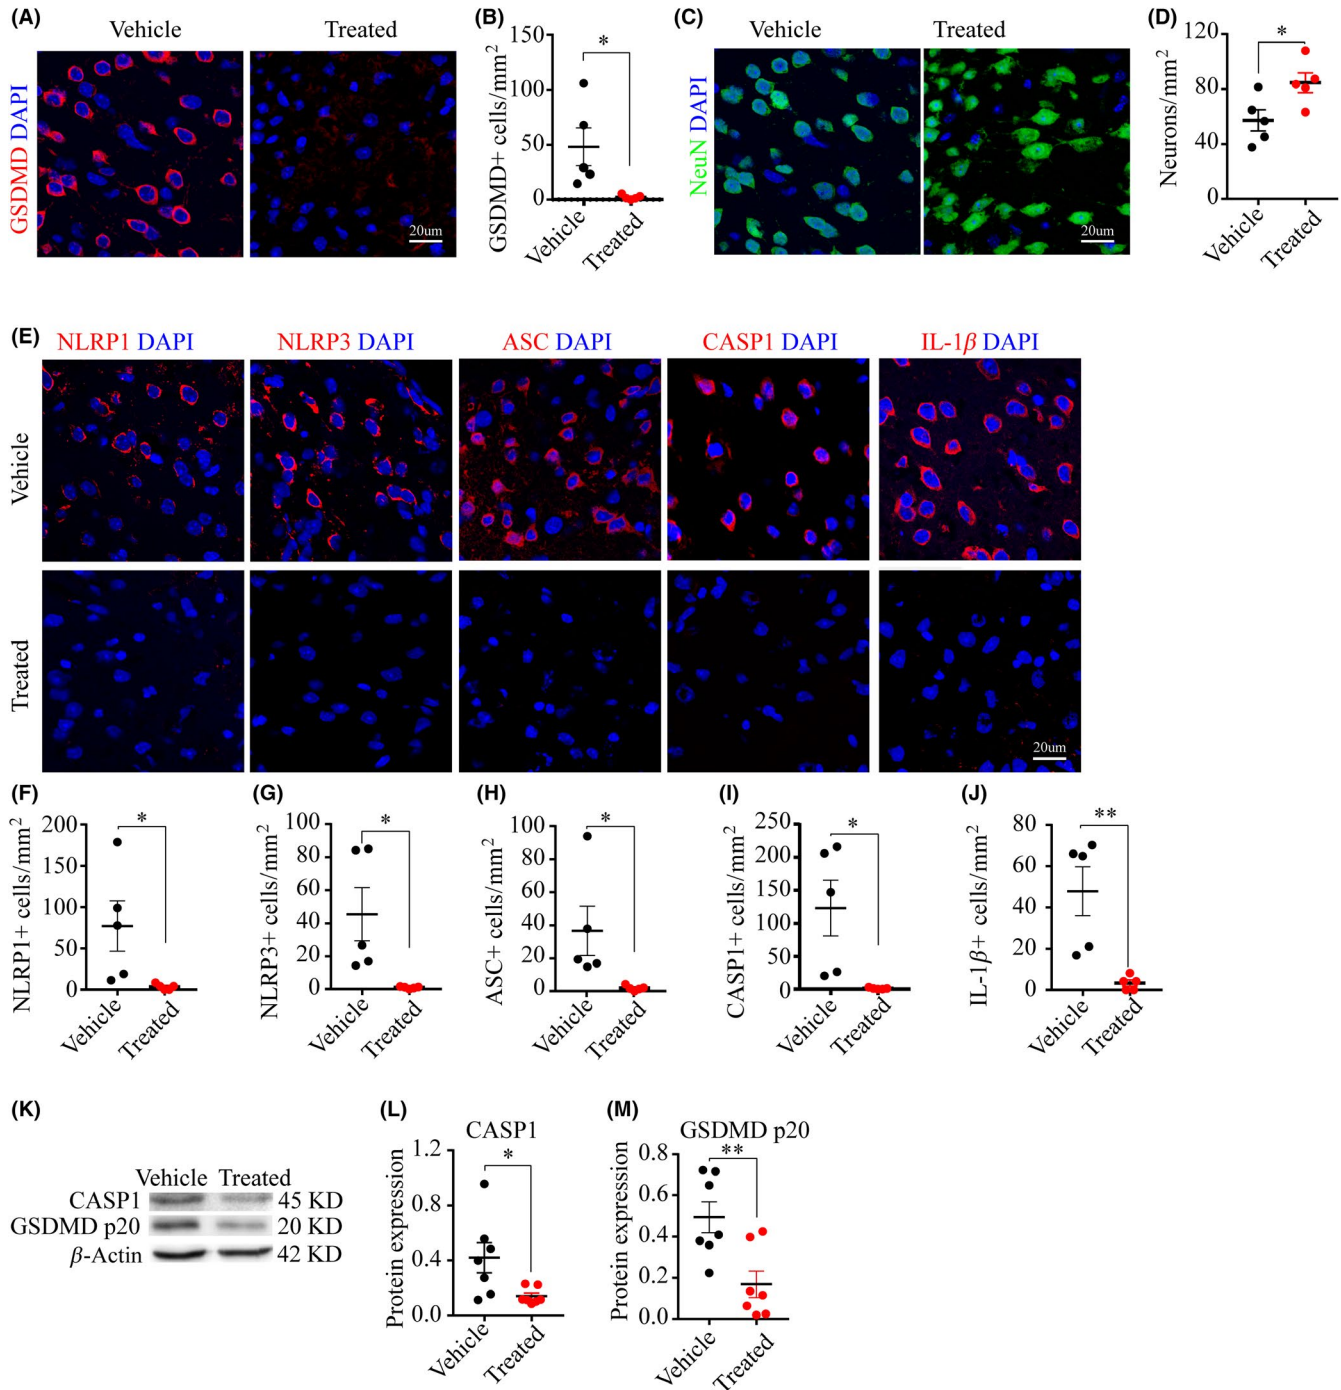 (A)
Vehicle
Treated
GSDMD DAPI
20um
(B)
GSDMD+ cells/mm2
150
100
50
0
*
Vehicle
Treated
(C)
Vehicle
Treated
NeuN DAPI
20um
(D)
Neurons/mm2
120
80
40
0
*
Vehicle
Treated
(E)
NLRP1 DAPI
NLRP3 DAPI
ASC DAPI
CASP1 DAPI
IL-1β DAPI
Vehicle
Treated
20um
(F)
NLRP1+ cells/mm2
200
150
100
50
0
*
Vehicle
Treated
(G)
NLRP3+ cells/mm2
100
80
60
40
20
0
*
Vehicle
Treated
(H)
ASC+ cells/mm2
100
80
60
40
20
0
*
Vehicle
Treated
(I)
CASP1+ cells/mm2
250
200
150
100
50
0
*
Vehicle
Treated
(J)
IL-1β+ cells/mm2
80
60
40
20
0
**
Vehicle
Treated
(K)
Vehicle Treated
CASP1 45 KD
GSDMD p20 20 KD
β-Actin 42 KD
(L)
CASP1
Protein expression
1.2
0.8
0.4
0.0
*
Vehicle
Treated
(M)
GSDMD p20
Protein expression
0.8
0.6
0.4
0.2
0.0
**
Vehicle
Treated